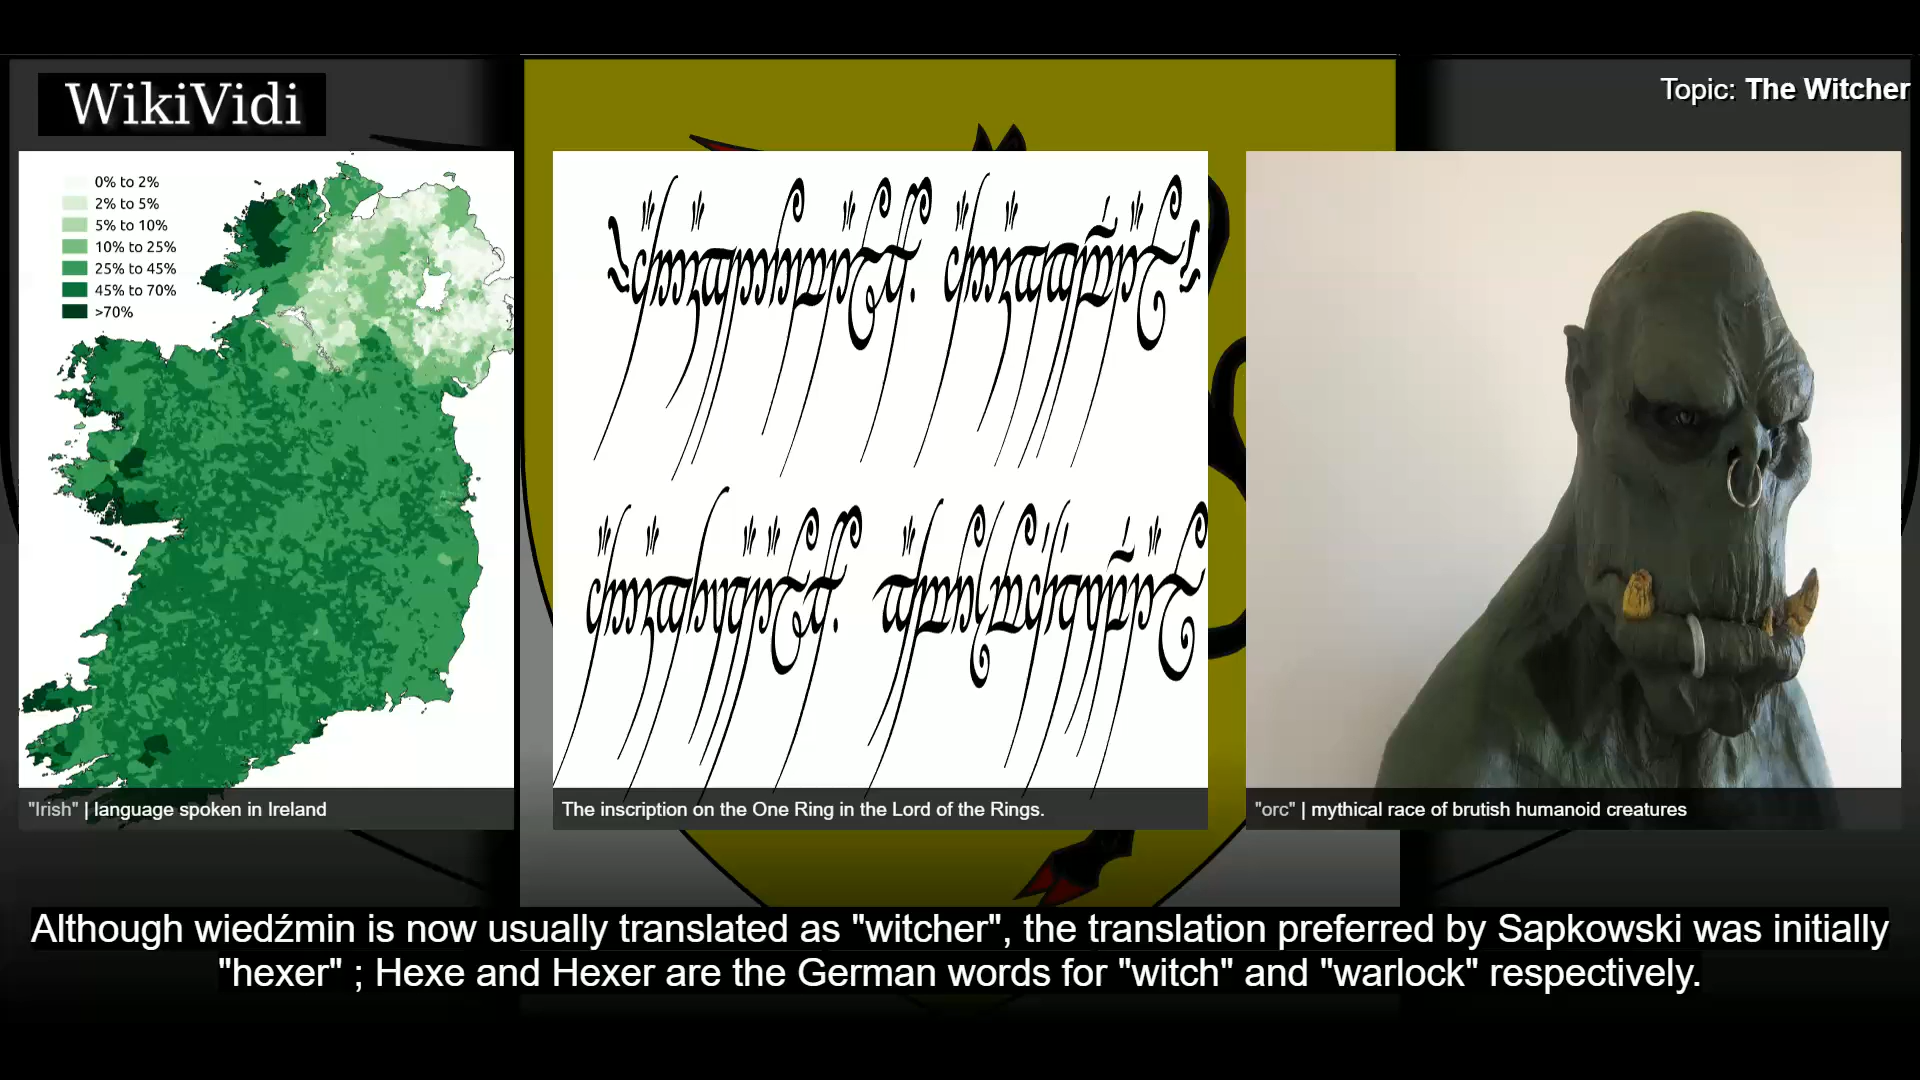 WikiVidi
Topic: The Witcher
0% to 2%
2% to 5%
5% to 10%
10% to 25%
25% to 45%
45% to 70%
>70%
"Irish" | language spoken in Ireland
The inscription on the One Ring in the Lord of the Rings.
"orc" | mythical race of brutish humanoid creatures
Although wiedźmin is now usually translated as "witcher", the translation preferred by Sapkowski was initially
"hexer" ; Hexe and Hexer are the German words for "witch" and "warlock" respectively.